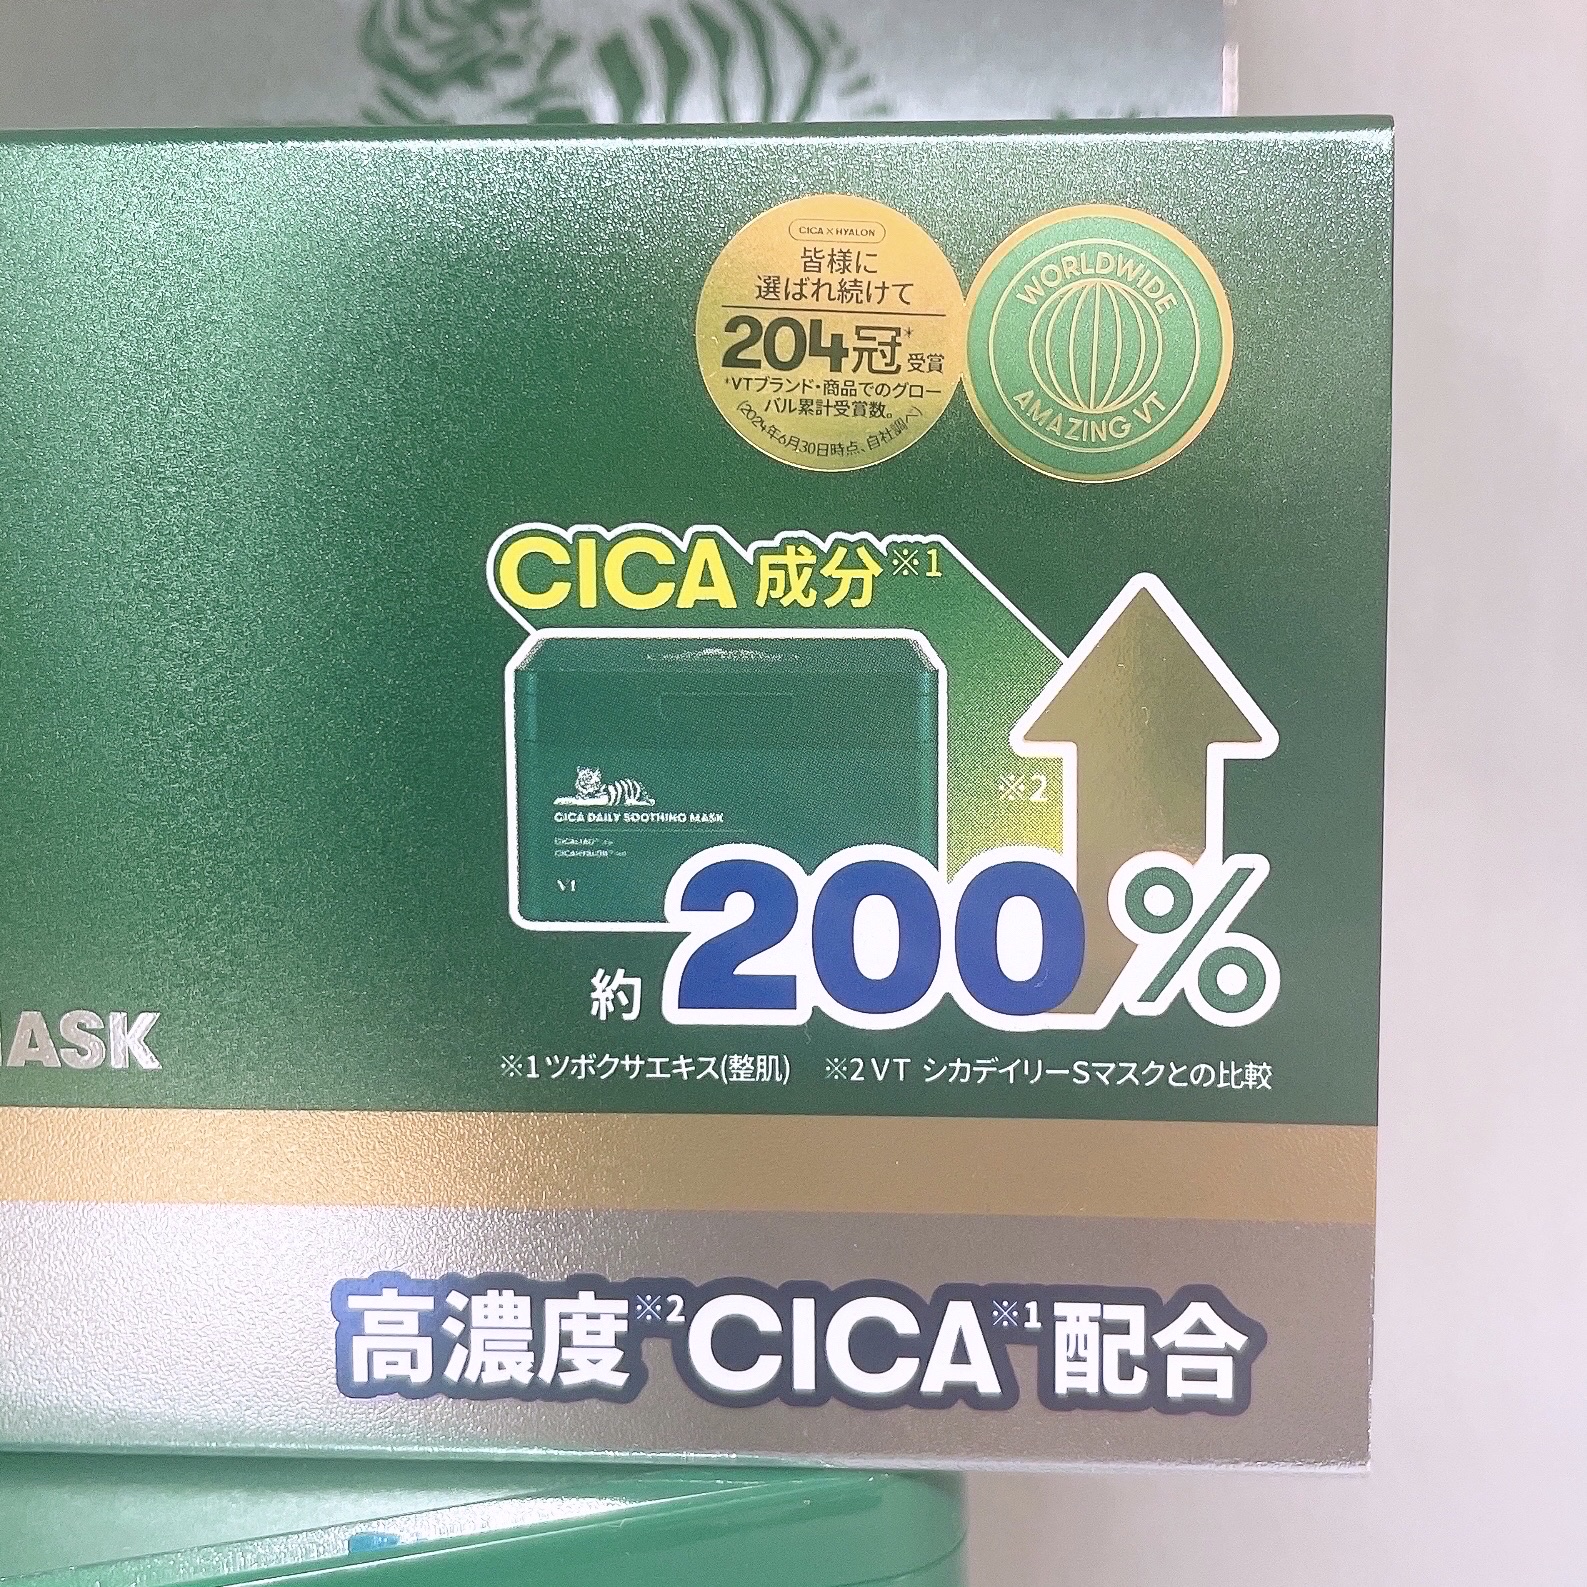 CICA×HYALON
皆様に
選ばれ続けて
204冠*受賞
*VTブランド・商品でのグロー
バル累計受賞数。
(2024年6月30日時点、自社調べ)
WORLDWIDE
AMAZING VT
CICA 成分※1
CICA DAILY SOOTHING MASK
VT
※2
約200%
※1 ツボクサエキス(整肌) ※2 VT シカデイリーSマスクとの比較
MASK
高濃度※2CICA※1配合